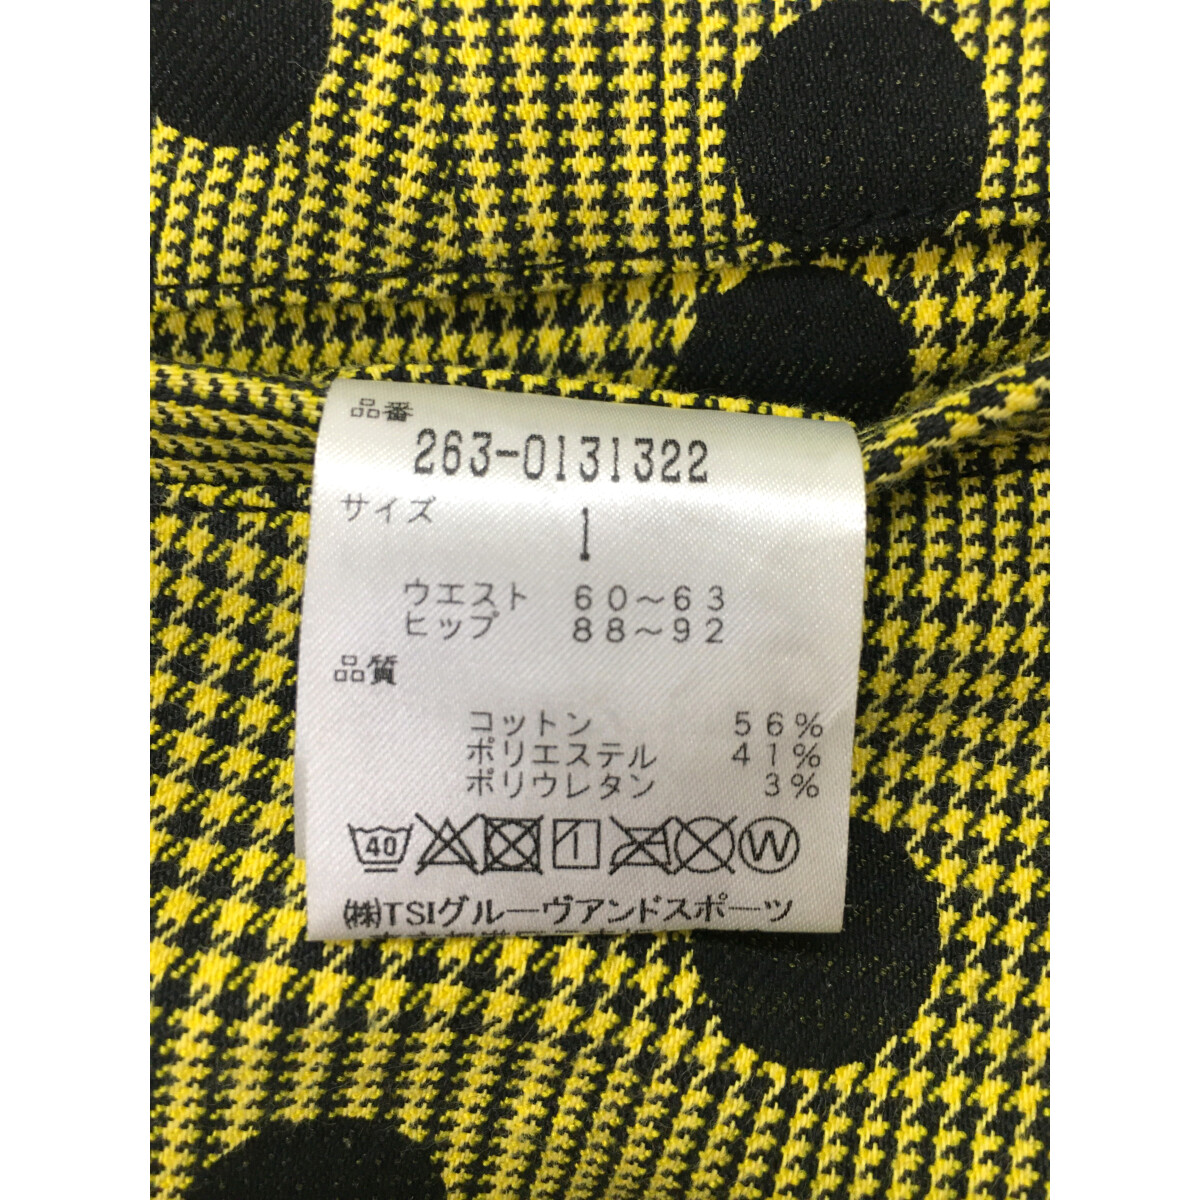 品番
263-0131322
サイズ
1
ウエスト 60〜63
ヒップ 88〜92
品質
コットン 56%
ポリエステル 41%
ポリウレタン 3%
40 W
㈱TSIグルーヴアンドスポーツ